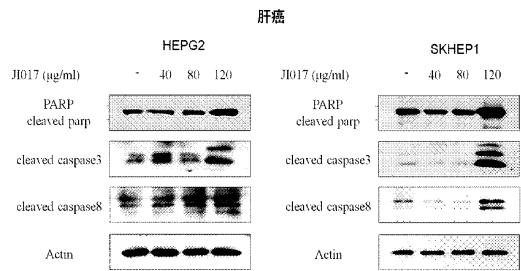 肝癌
HEPG2
JI017 (μg/ml) - 40 80 120
PARP
cleaved parp
cleaved caspase3
cleaved caspase8
Actin
SKHEP1
JI017 (μg/ml) - 40 80 120
PARP
cleaved parp
cleaved caspase3
cleaved caspase8
Actin